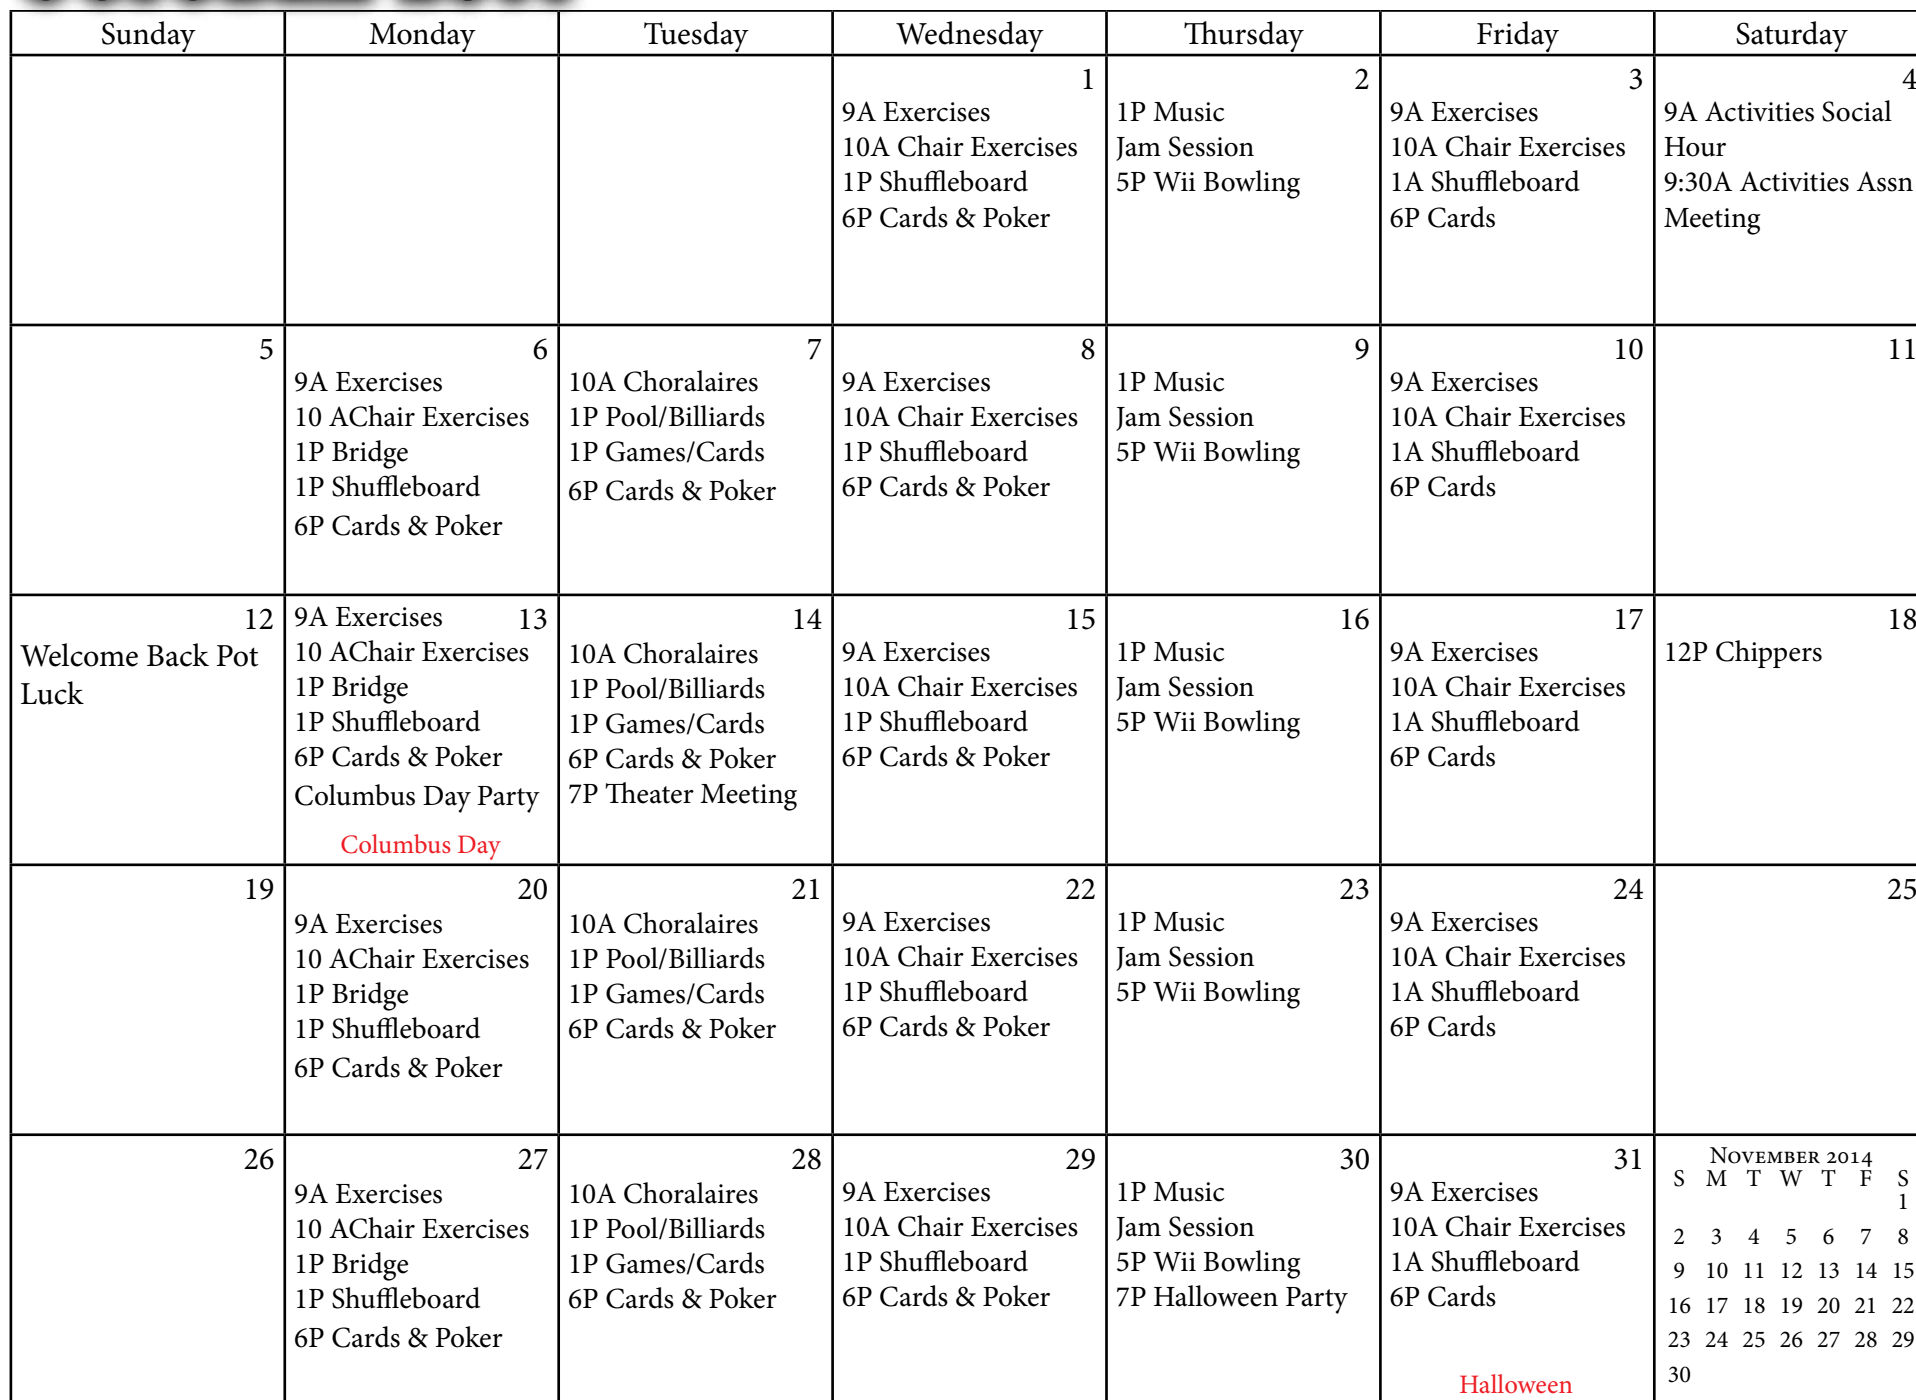 Sunday Monday Tuesday Wednesday Thursday Friday Saturday
1
9A Exercises
10A Chair Exercises
1P Shuffleboard
6P Cards & Poker
2
1P Music
Jam Session
5P Wii Bowling
3
9A Exercises
10A Chair Exercises
1A Shuffleboard
6P Cards
4
9A Activities Social
Hour
9:30A Activities Assn
Meeting
5
6
9A Exercises
10 AChair Exercises
1P Bridge
1P Shuffleboard
6P Cards & Poker
7
10A Choralaires
1P Pool/Billiards
1P Games/Cards
6P Cards & Poker
8
9A Exercises
10A Chair Exercises
1P Shuffleboard
6P Cards & Poker
9
1P Music
Jam Session
5P Wii Bowling
10
9A Exercises
10A Chair Exercises
1A Shuffleboard
6P Cards
11
12
Welcome Back Pot
Luck
9A Exercises 13
10 AChair Exercises
1P Bridge
1P Shuffleboard
6P Cards & Poker
Columbus Day Party
Columbus Day
14
10A Choralaires
1P Pool/Billiards
1P Games/Cards
6P Cards & Poker
7P Theater Meeting
15
9A Exercises
10A Chair Exercises
1P Shuffleboard
6P Cards & Poker
16
1P Music
Jam Session
5P Wii Bowling
17
9A Exercises
10A Chair Exercises
1A Shuffleboard
6P Cards
18
12P Chippers
19
20
9A Exercises
10 AChair Exercises
1P Bridge
1P Shuffleboard
6P Cards & Poker
21
10A Choralaires
1P Pool/Billiards
1P Games/Cards
6P Cards & Poker
22
9A Exercises
10A Chair Exercises
1P Shuffleboard
6P Cards & Poker
23
1P Music
Jam Session
5P Wii Bowling
24
9A Exercises
10A Chair Exercises
1A Shuffleboard
6P Cards
25
26
27
9A Exercises
10 AChair Exercises
1P Bridge
1P Shuffleboard
6P Cards & Poker
28
10A Choralaires
1P Pool/Billiards
1P Games/Cards
6P Cards & Poker
29
9A Exercises
10A Chair Exercises
1P Shuffleboard
6P Cards & Poker
30
1P Music
Jam Session
5P Wii Bowling
7P Halloween Party
31
9A Exercises
10A Chair Exercises
1A Shuffleboard
6P Cards
Halloween
November 2014
S M T W T F S
1
2 3 4 5 6 7 8
9 10 11 12 13 14 15
16 17 18 19 20 21 22
23 24 25 26 27 28 29
30